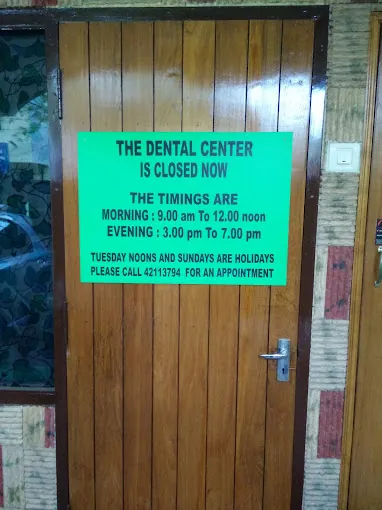 THE DENTAL CENTER
IS CLOSED NOW
THE TIMINGS ARE
MORNING : 9.00 am To 12.00 noon
EVENING : 3.00 pm To 7.00 pm
TUESDAY NOONS AND SUNDAYS ARE HOLIDAYS
PLEASE CALL 42113794 FOR AN APPOINTMENT